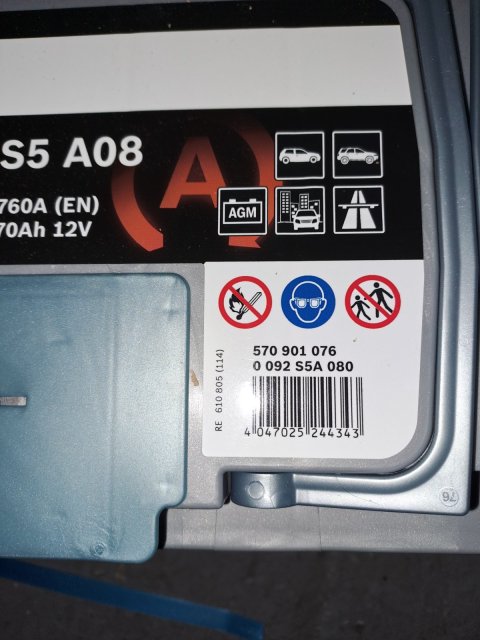 S5 A08
760A (EN)
70Ah 12V
A
AGM
570 901 076
0 092 S5A 080
RE 610 805 (114)
4 047025 244343
76